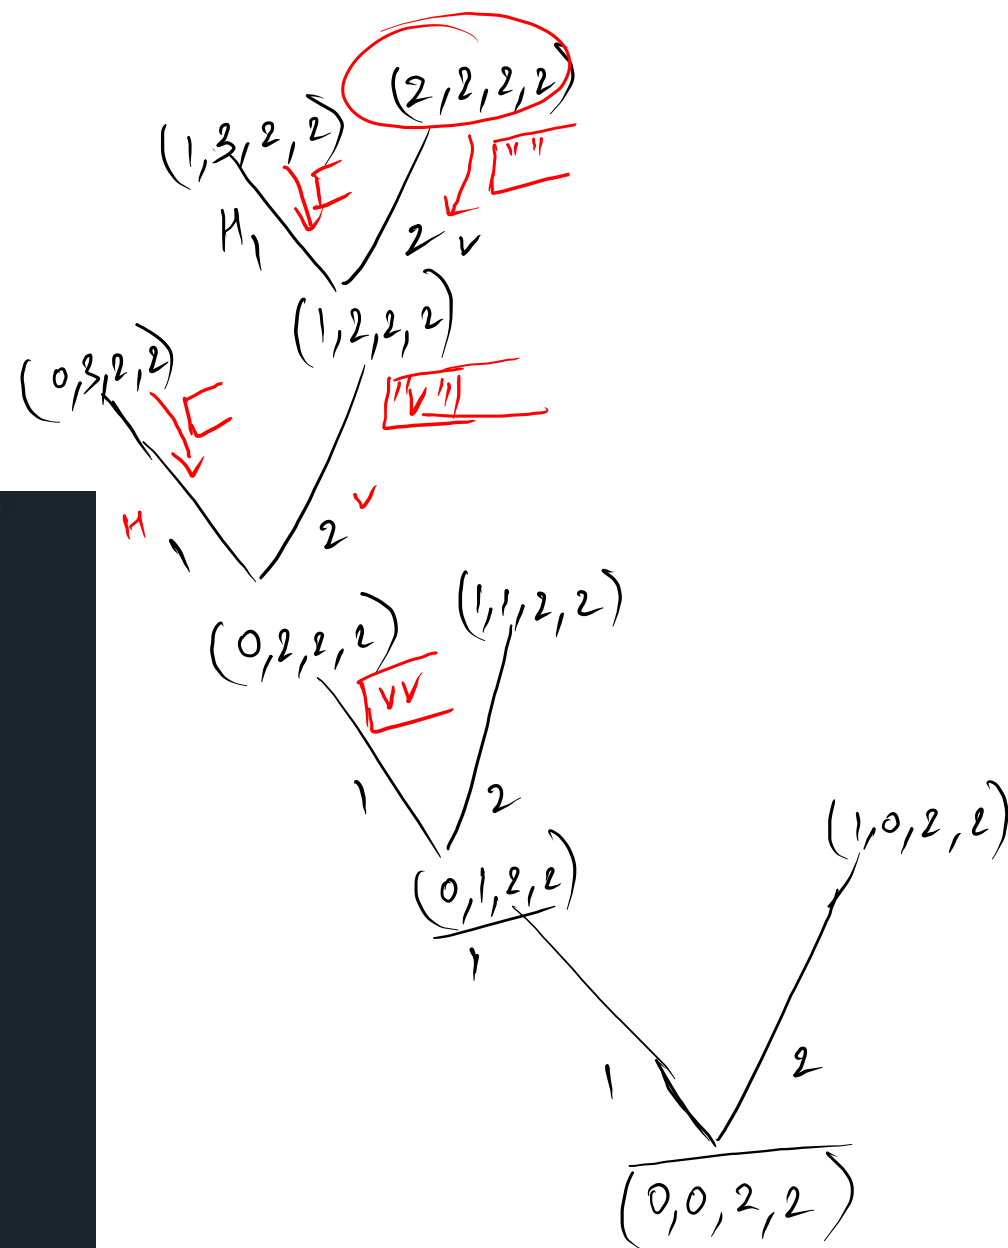 (2,2,2,2)
(1,3,2,2)
" "
H 1
2 v
(1,2,2,2)
(0,3,2,2)
"V"
H 1
2 V
(0,2,2,2)
(1,1,2,2)
VV
1
2
(1,0,2,2)
(0,1,2,2)
1
1
2
(0,0,2,2)